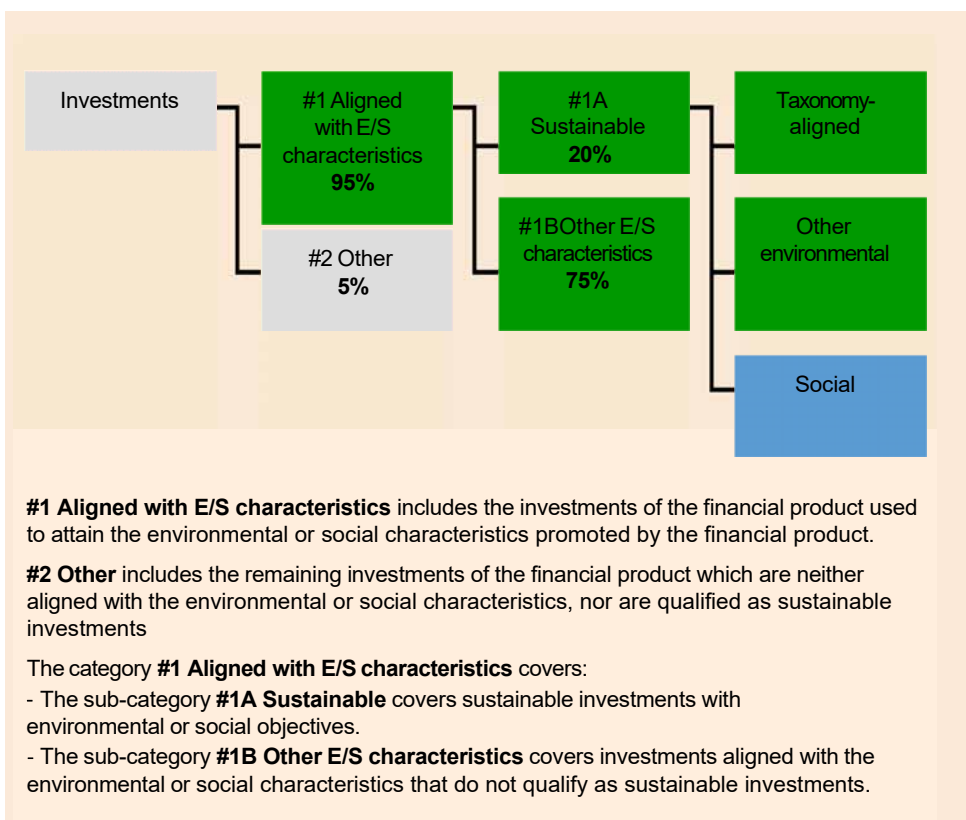 Investments
#1 Aligned
with E/S
characteristics
95%
#2 Other
5%
#1A
Sustainable
20%
#1BOther E/S
characteristics
75%
Taxonomy-
aligned
Other
environmental
Social
#1 Aligned with E/S characteristics includes the investments of the financial product used
to attain the environmental or social characteristics promoted by the financial product.
#2 Other includes the remaining investments of the financial product which are neither
aligned with the environmental or social characteristics, nor are qualified as sustainable
investments
The category #1 Aligned with E/S characteristics covers:
- The sub-category #1A Sustainable covers sustainable investments with
environmental or social objectives.
- The sub-category #1B Other E/S characteristics covers investments aligned with the
environmental or social characteristics that do not qualify as sustainable investments.